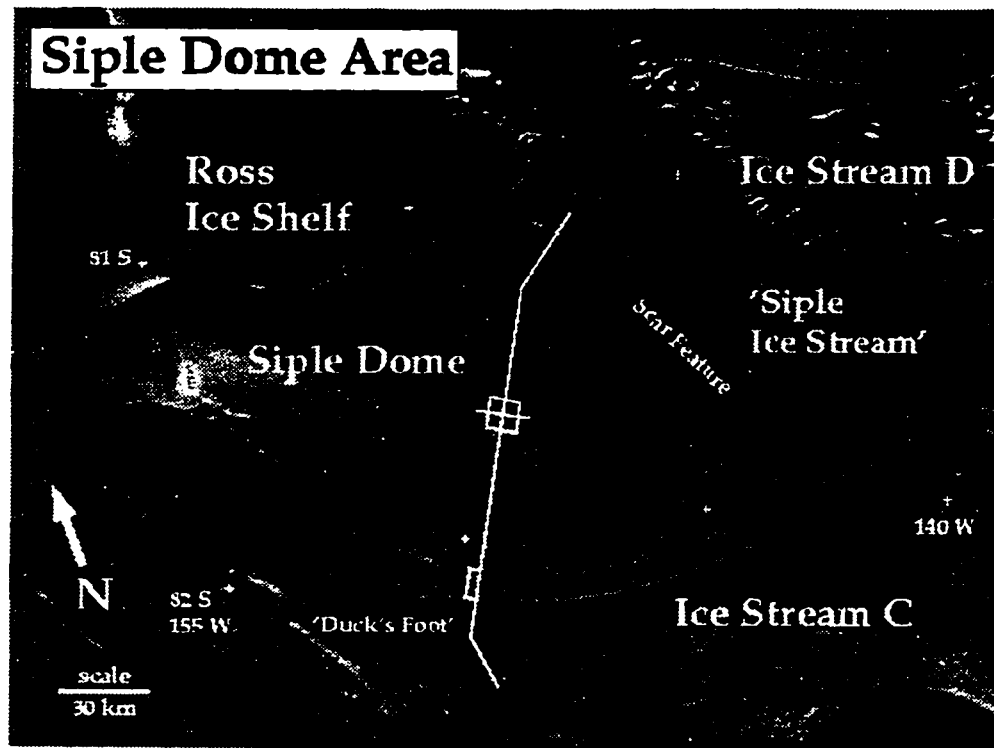 Siple Dome Area
Ross
Ice Shelf
Ice Stream D
81 S
'Siple
Ice Stream'
Scar Feature
Siple Dome
140 W
N
82 S
155 W
'Duck's Foot'
Ice Stream C
scale
30 km